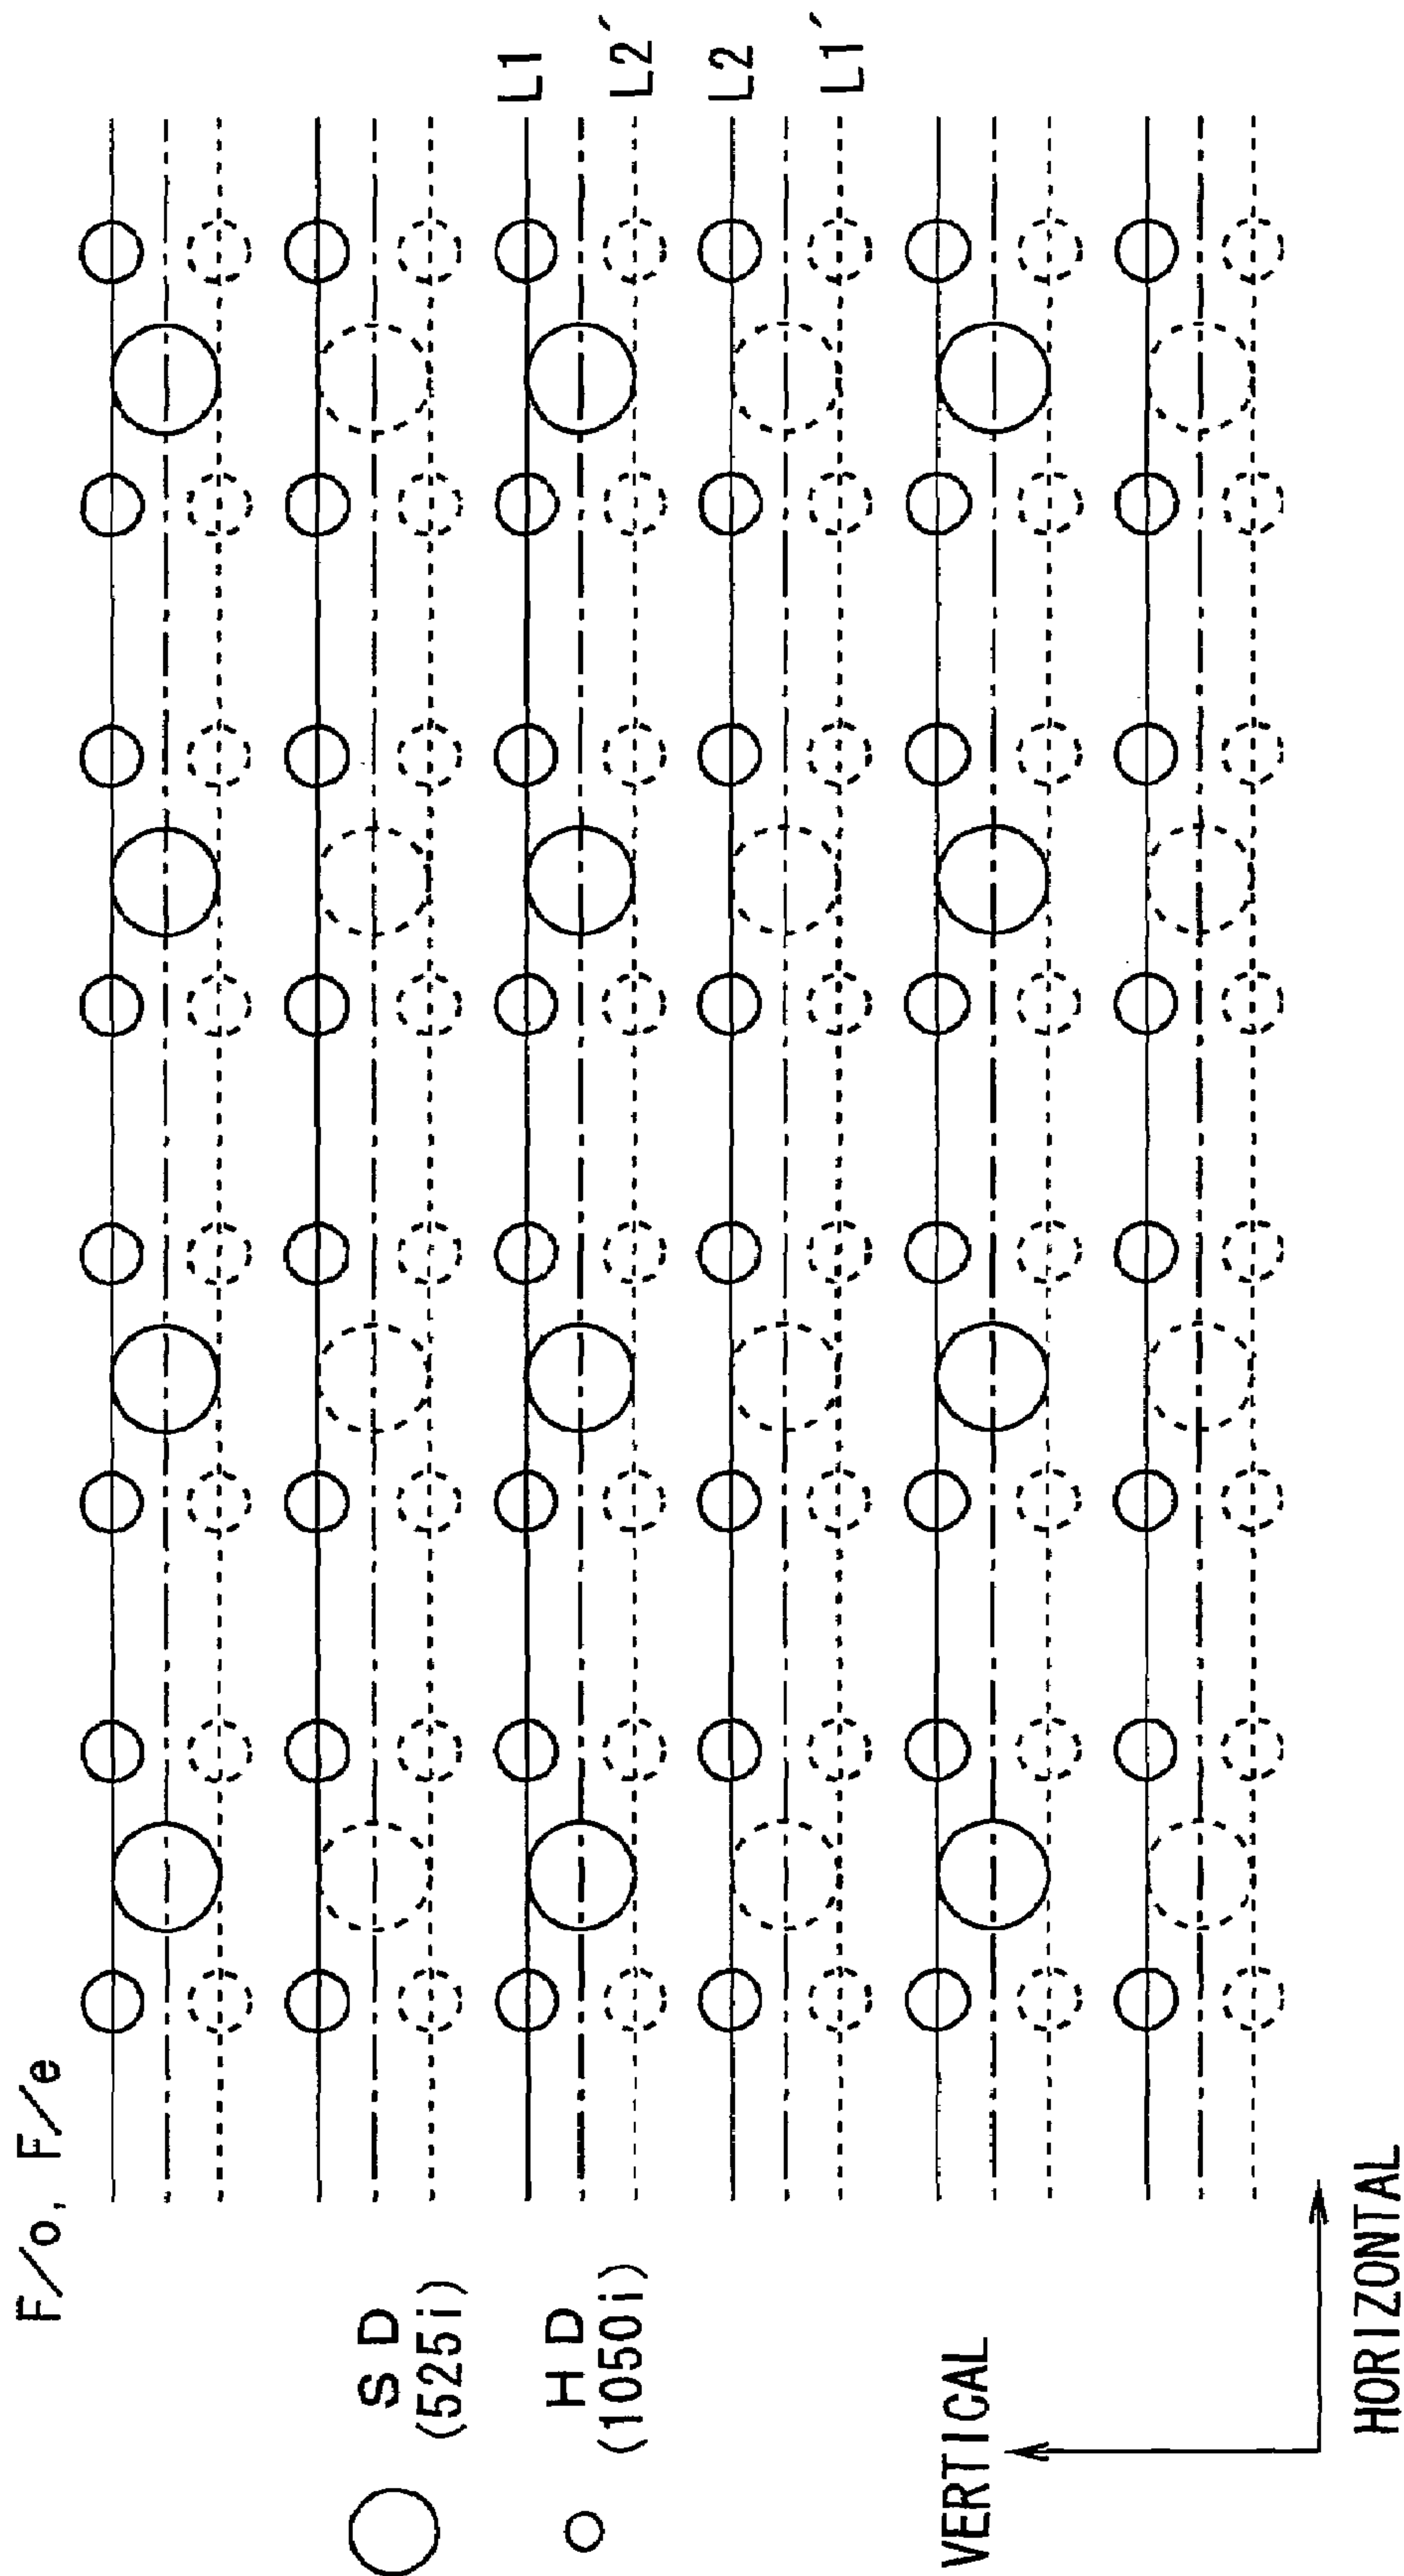 F/o, F/e
L1
L2´
L2
L1´
SD
(525i)
HD
(1050i)
VERTICAL
HORIZONTAL